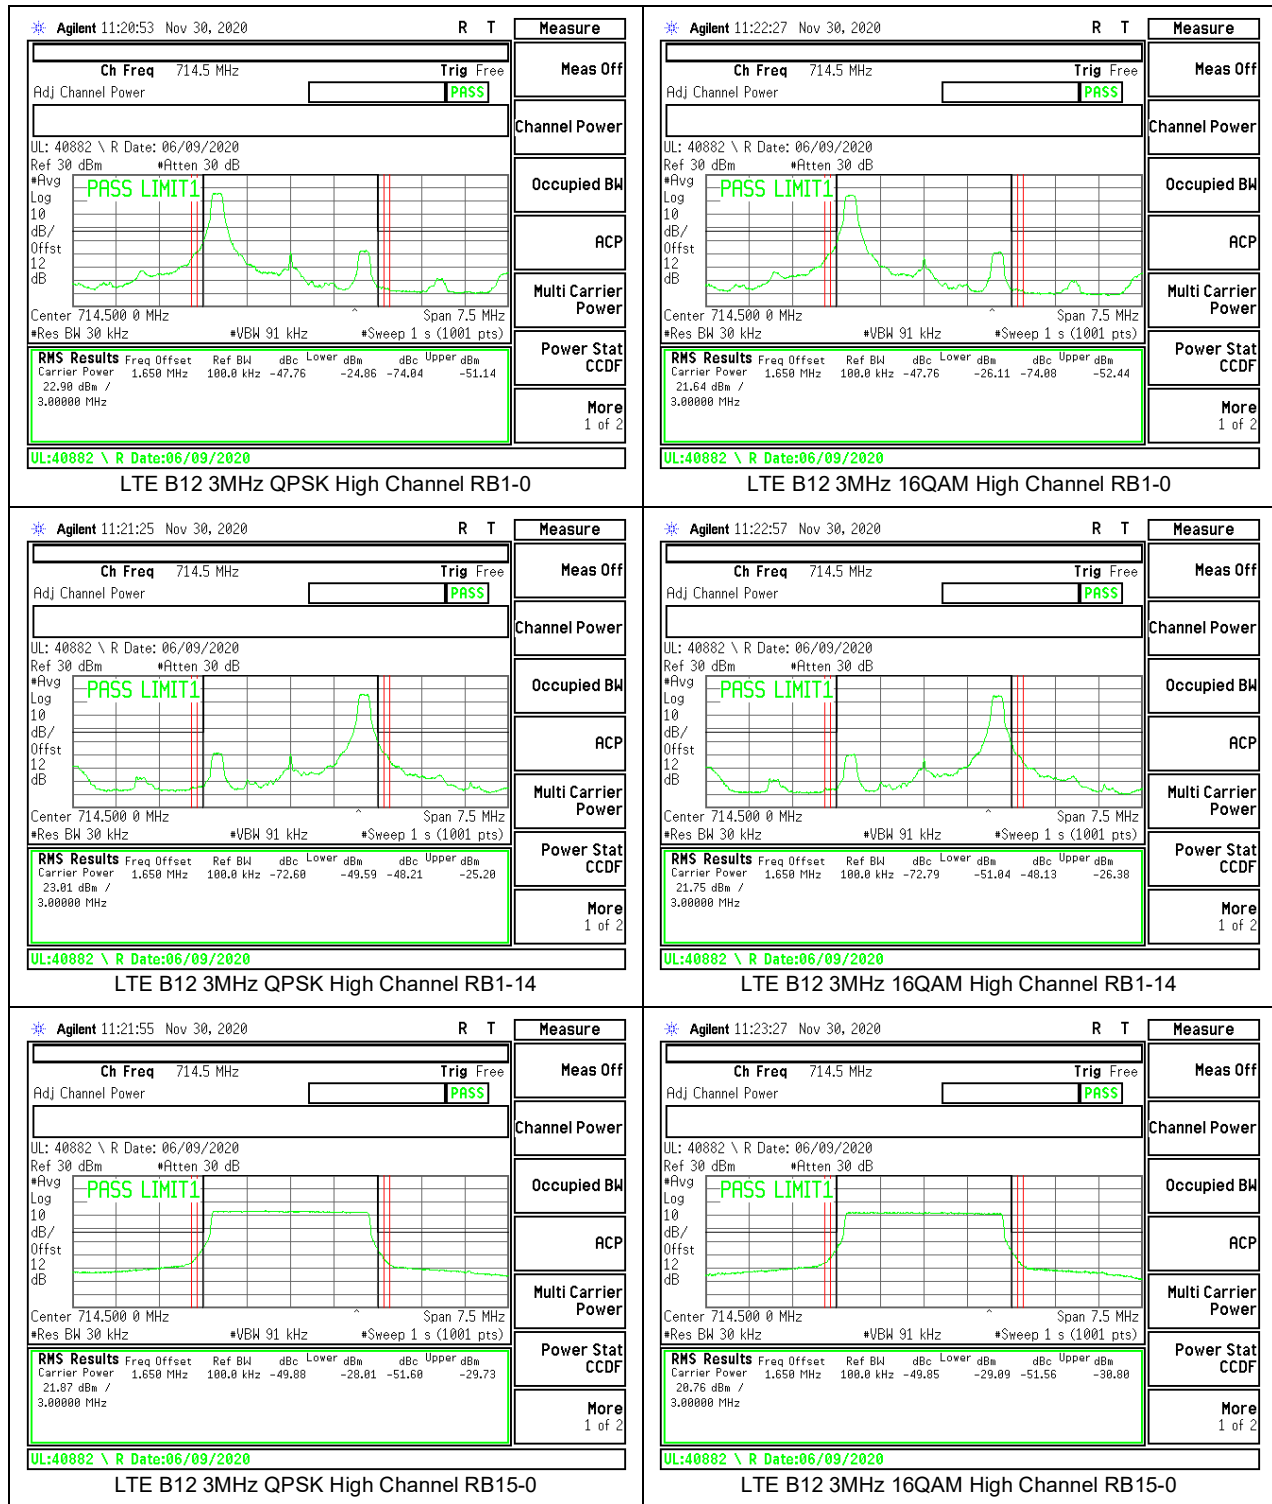 Agilent 11:20:53 Nov 30, 2020 R T Measure
Ch Freq 714.5 MHz Trig Free Meas Off
Adj Channel Power PASS
Channel Power
UL: 40882 \ R Date: 06/09/2020
Ref 30 dBm #Atten 30 dB
#Avg PASS LIMIT1 Occupied BW
Log
10
dB/
Offst ACP
12
dB
Multi Carrier
Power
Center 714.500 0 MHz Span 7.5 MHz
#Res BW 30 kHz #VBW 91 kHz #Sweep 1 s (1001 pts)
Power Stat
CCDF
RMS Results Freq Offset Ref BW dBc Lower dBm dBc Upper dBm
Carrier Power 1.650 MHz 100.0 kHz -47.76 -24.86 -74.04 -51.14
22.90 dBm /
3.00000 MHz
More
1 of 2
UL:40882 \ R Date:06/09/2020
LTE B12 3MHz QPSK High Channel RB1-0
Agilent 11:22:27 Nov 30, 2020 R T Measure
Ch Freq 714.5 MHz Trig Free Meas Off
Adj Channel Power PASS
Channel Power
UL: 40882 \ R Date: 06/09/2020
Ref 30 dBm #Atten 30 dB
#Avg PASS LIMIT1 Occupied BW
Log
10
dB/
Offst ACP
12
dB
Multi Carrier
Power
Center 714.500 0 MHz Span 7.5 MHz
#Res BW 30 kHz #VBW 91 kHz #Sweep 1 s (1001 pts)
Power Stat
CCDF
RMS Results Freq Offset Ref BW dBc Lower dBm dBc Upper dBm
Carrier Power 1.650 MHz 100.0 kHz -47.76 -26.11 -74.08 -52.44
21.64 dBm /
3.00000 MHz
More
1 of 2
UL:40882 \ R Date:06/09/2020
LTE B12 3MHz 16QAM High Channel RB1-0
Agilent 11:21:25 Nov 30, 2020 R T Measure
Ch Freq 714.5 MHz Trig Free Meas Off
Adj Channel Power PASS
Channel Power
UL: 40882 \ R Date: 06/09/2020
Ref 30 dBm #Atten 30 dB
#Avg PASS LIMIT1 Occupied BW
Log
10
dB/
Offst ACP
12
dB
Multi Carrier
Power
Center 714.500 0 MHz Span 7.5 MHz
#Res BW 30 kHz #VBW 91 kHz #Sweep 1 s (1001 pts)
Power Stat
CCDF
RMS Results Freq Offset Ref BW dBc Lower dBm dBc Upper dBm
Carrier Power 1.650 MHz 100.0 kHz -72.60 -49.59 -48.21 -25.20
23.01 dBm /
3.00000 MHz
More
1 of 2
UL:40882 \ R Date:06/09/2020
LTE B12 3MHz QPSK High Channel RB1-14
Agilent 11:22:57 Nov 30, 2020 R T Measure
Ch Freq 714.5 MHz Trig Free Meas Off
Adj Channel Power PASS
Channel Power
UL: 40882 \ R Date: 06/09/2020
Ref 30 dBm #Atten 30 dB
#Avg PASS LIMIT1 Occupied BW
Log
10
dB/
Offst ACP
12
dB
Multi Carrier
Power
Center 714.500 0 MHz Span 7.5 MHz
#Res BW 30 kHz #VBW 91 kHz #Sweep 1 s (1001 pts)
Power Stat
CCDF
RMS Results Freq Offset Ref BW dBc Lower dBm dBc Upper dBm
Carrier Power 1.650 MHz 100.0 kHz -72.79 -51.04 -48.13 -26.38
21.75 dBm /
3.00000 MHz
More
1 of 2
UL:40882 \ R Date:06/09/2020
LTE B12 3MHz 16QAM High Channel RB1-14
Agilent 11:21:55 Nov 30, 2020 R T Measure
Ch Freq 714.5 MHz Trig Free Meas Off
Adj Channel Power PASS
Channel Power
UL: 40882 \ R Date: 06/09/2020
Ref 30 dBm #Atten 30 dB
#Avg PASS LIMIT1 Occupied BW
Log
10
dB/
Offst ACP
12
dB
Multi Carrier
Power
Center 714.500 0 MHz Span 7.5 MHz
#Res BW 30 kHz #VBW 91 kHz #Sweep 1 s (1001 pts)
Power Stat
CCDF
RMS Results Freq Offset Ref BW dBc Lower dBm dBc Upper dBm
Carrier Power 1.650 MHz 100.0 kHz -49.88 -28.01 -51.60 -29.73
21.87 dBm /
3.00000 MHz
More
1 of 2
UL:40882 \ R Date:06/09/2020
LTE B12 3MHz QPSK High Channel RB15-0
Agilent 11:23:27 Nov 30, 2020 R T Measure
Ch Freq 714.5 MHz Trig Free Meas Off
Adj Channel Power PASS
Channel Power
UL: 40882 \ R Date: 06/09/2020
Ref 30 dBm #Atten 30 dB
#Avg PASS LIMIT1 Occupied BW
Log
10
dB/
Offst ACP
12
dB
Multi Carrier
Power
Center 714.500 0 MHz Span 7.5 MHz
#Res BW 30 kHz #VBW 91 kHz #Sweep 1 s (1001 pts)
Power Stat
CCDF
RMS Results Freq Offset Ref BW dBc Lower dBm dBc Upper dBm
Carrier Power 1.650 MHz 100.0 kHz -49.85 -29.09 -51.56 -30.80
20.76 dBm /
3.00000 MHz
More
1 of 2
UL:40882 \ R Date:06/09/2020
LTE B12 3MHz 16QAM High Channel RB15-0